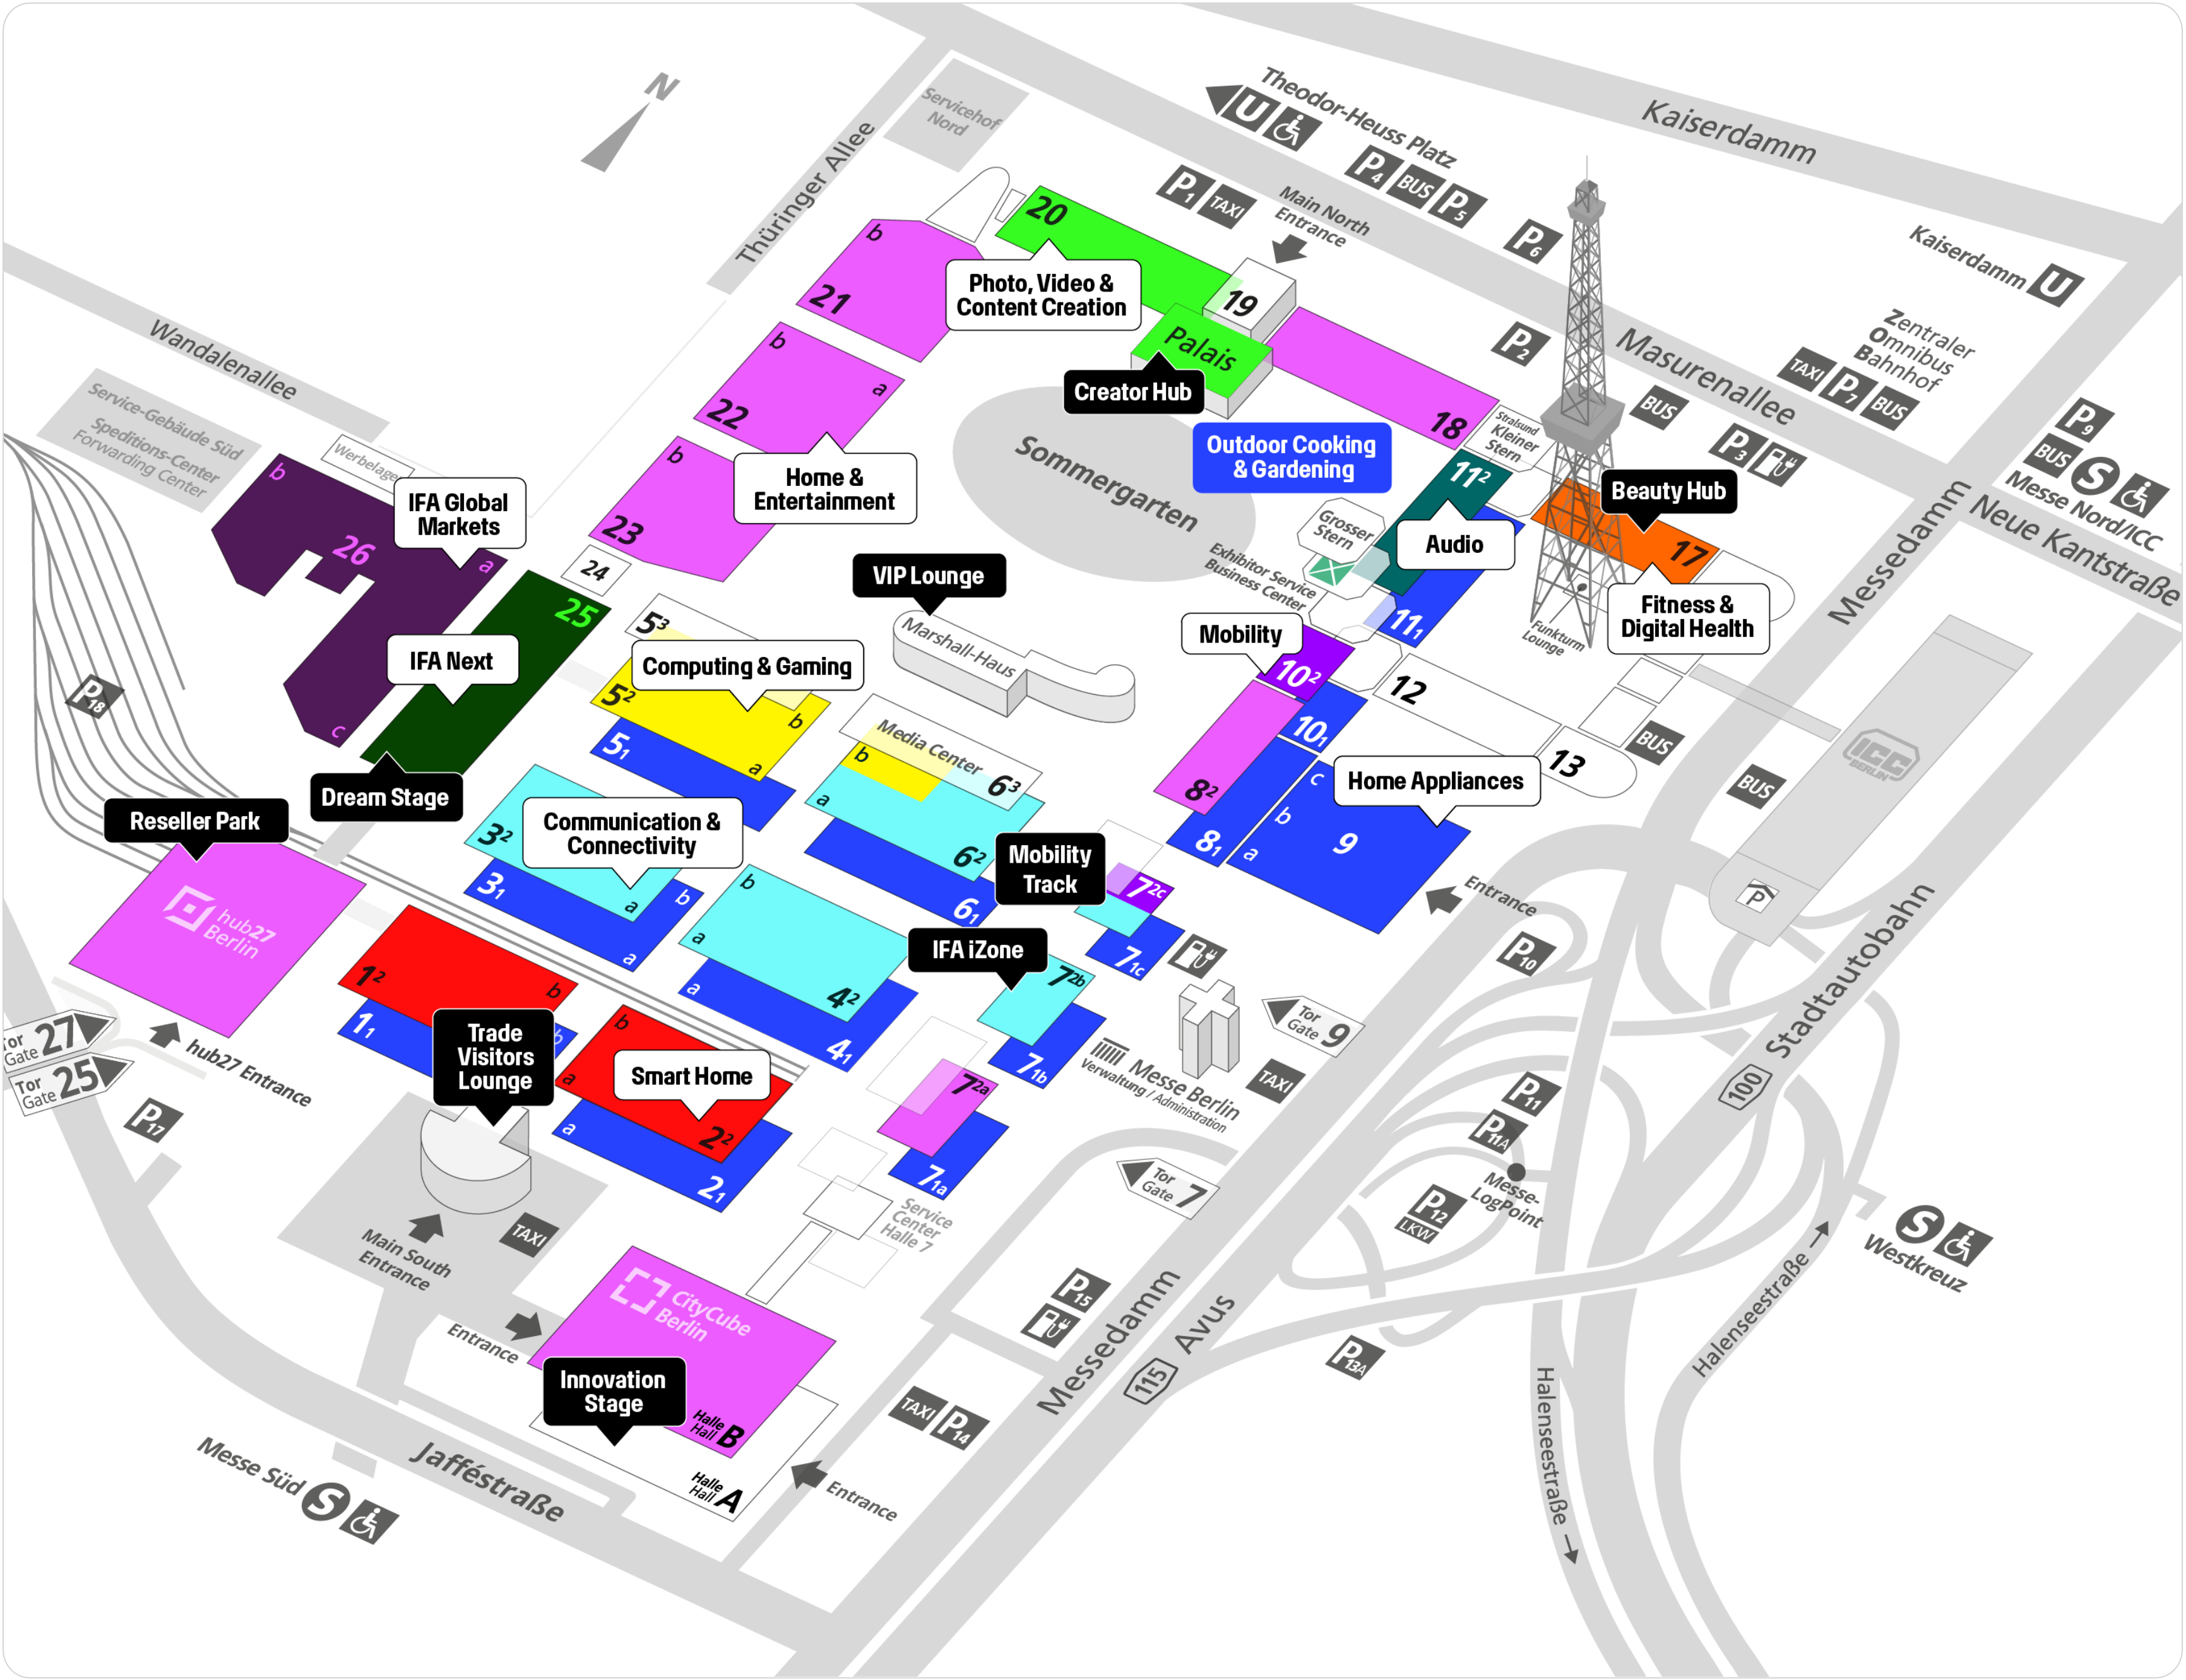 N
Thüringer Allee
Servicehof
Nord
Theodor-Heuss Platz
U
Kaiserdamm
P4
BUS
P5
P1
TAXI
Main North
Entrance
P6
Kaiserdamm U
P2
Masurenallee
Zentraler
Omnibus
Bahnhof
TAXI
P7
BUS
BUS
P3
P9
BUS
S
Messe Nord/ICC
Neue Kantstraße
Messedamm
Wandalenallee
Service-Gebäude Süd
Speditions-Center
Forwarding Center
Werbelager
20
b
21
Photo, Video &
Content Creation
19
Palais
Creator Hub
18
Stralsund
Kleiner
Stern
b
a
22
Home &
Entertainment
b
23
24
Sommergarten
Outdoor Cooking
& Gardening
11²
Audio
Grosser
Stern
Exhibitor Service
Business Center
11₁
Beauty Hub
17
Fitness &
Digital Health
Funkturm
Lounge
b
26
IFA Global
Markets
a
c
25
IFA Next
Dream Stage
P18
VIP Lounge
Marshall-Haus
Mobility
10²
10₁
12
13
BUS
BUS
ICC
BERLIN
P
5³
Computing & Gaming
5²
b
a
5₁
Media Center
6³
b
a
6²
6₁
8²
8₁
c
b
a
9
Home Appliances
Entrance
P10
Reseller Park
hub27
Berlin
3²
Communication &
Connectivity
a
3₁
b
a
b
a
4²
a
4₁
Mobility
Track
7²ᶜ
7₁c
IFA iZone
7²ᵇ
7₁b
7²ᵃ
7₁a
1²
b
1₁
b
Trade
Visitors
Lounge
b
a
Smart Home
2²
a
2₁
Tor
Gate 9
TAXI
Messe Berlin
Verwaltung / Administration
Tor
Gate 7
Service
Center
Halle 7
Tor
Gate 27
Tor
Gate 25
hub27 Entrance
P17
Main South
Entrance
TAXI
Entrance
CityCube
Berlin
Innovation
Stage
Halle
Hall B
Halle
Hall A
Entrance
Messe Süd
S
Jafféstraße
TAXI
P14
P15
Messedamm
115
Avus
100
Stadtautobahn
P11
P11A
Messe-
LogPoint
P12
LKW
P13A
Halenseestraße
Halenseestraße
S
Westkreuz